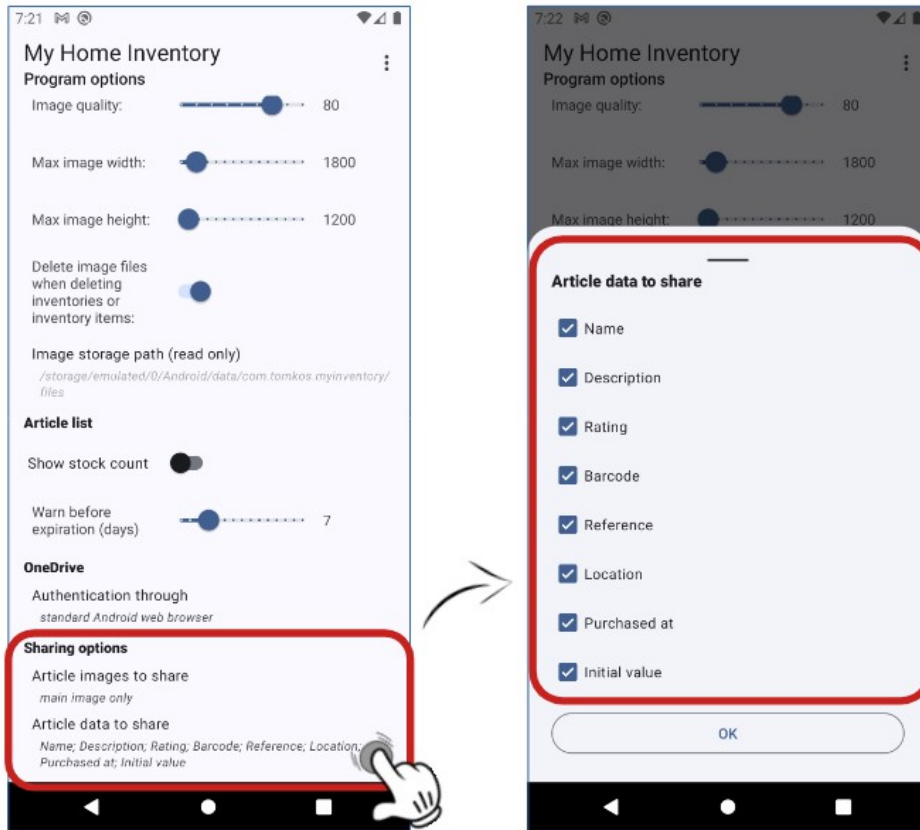 7:21
My Home Inventory
Program options
Image quality:
80
Max image width:
1800
Max image height:
1200
Delete image files
when deleting
inventories or
inventory items:
Image storage path (read only)
/storage/emulated/0/Android/data/com.tomkos.myinventory/
files
Article list
Show stock count
Warn before
expiration (days)
7
OneDrive
Authentication through
standard Android web browser
Sharing options
Article images to share
main image only
Article data to share
Name; Description; Rating; Barcode; Reference; Location;
Purchased at; Initial value
7:22
My Home Inventory
Program options
Image quality:
80
Max image width:
1800
Max image height:
1200
Article data to share
Name
Description
Rating
Barcode
Reference
Location
Purchased at
Initial value
OK